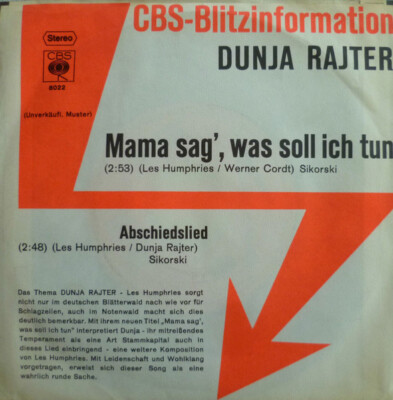 CBS-Blitzinformation
Stereo
DUNJA RAJTER
CBS
8022
(Unverkäufl. Muster)
Mama sag', was soll ich tun
(2:53) (Les Humphries / Werner Cordt) Sikorski
Abschiedslied
(2:48) (Les Humphries / Dunja Rajter)
Sikorski
Das Thema DUNJA RAJTER - Les Humphries sorgt
nicht nur im deutschen Blätterwald nach wie vor für
Schlagzeilen, auch im Notenwald macht sich dies
deutlich bemerkbar. Mit ihrem neuen Titel „Mama sag',
was soll ich tun" interpretiert Dunja - ihr mitreißendes
Temperament als eine Art Stammkapital auch in
dieses Lied einbringend - eine weitere Komposition
von Les Humphries. Mit Leidenschaft und Wohlklang
vorgetragen, erweist sich dieser Song als eine
wahrlich runde Sache.